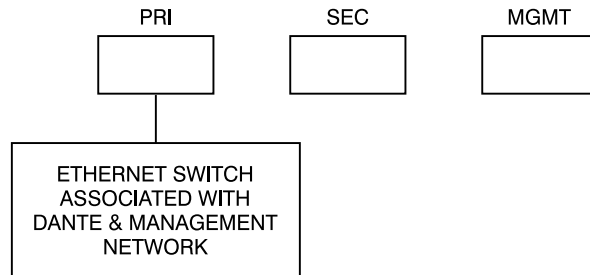 PRI SEC MGMT
ETHERNET SWITCH
ASSOCIATED WITH
DANTE & MANAGEMENT
NETWORK